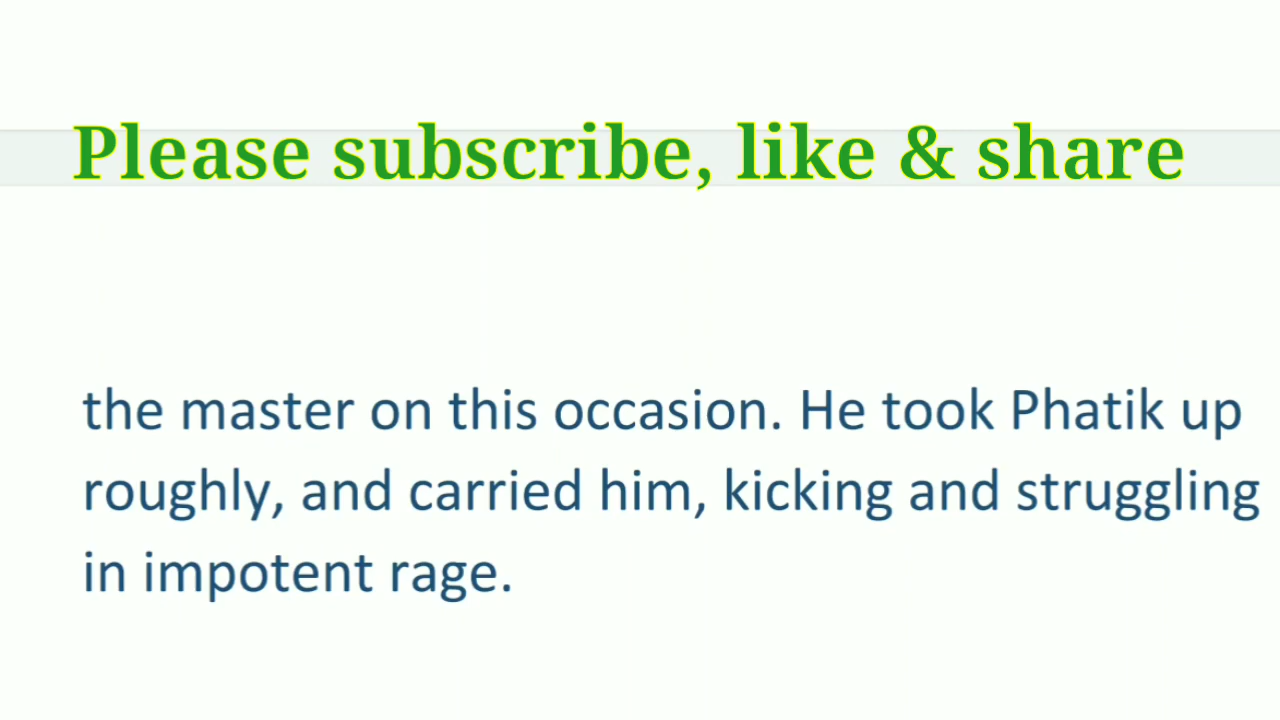 Please subscribe, like & share
the master on this occasion. He took Phatik up
roughly, and carried him, kicking and struggling
in impotent rage.